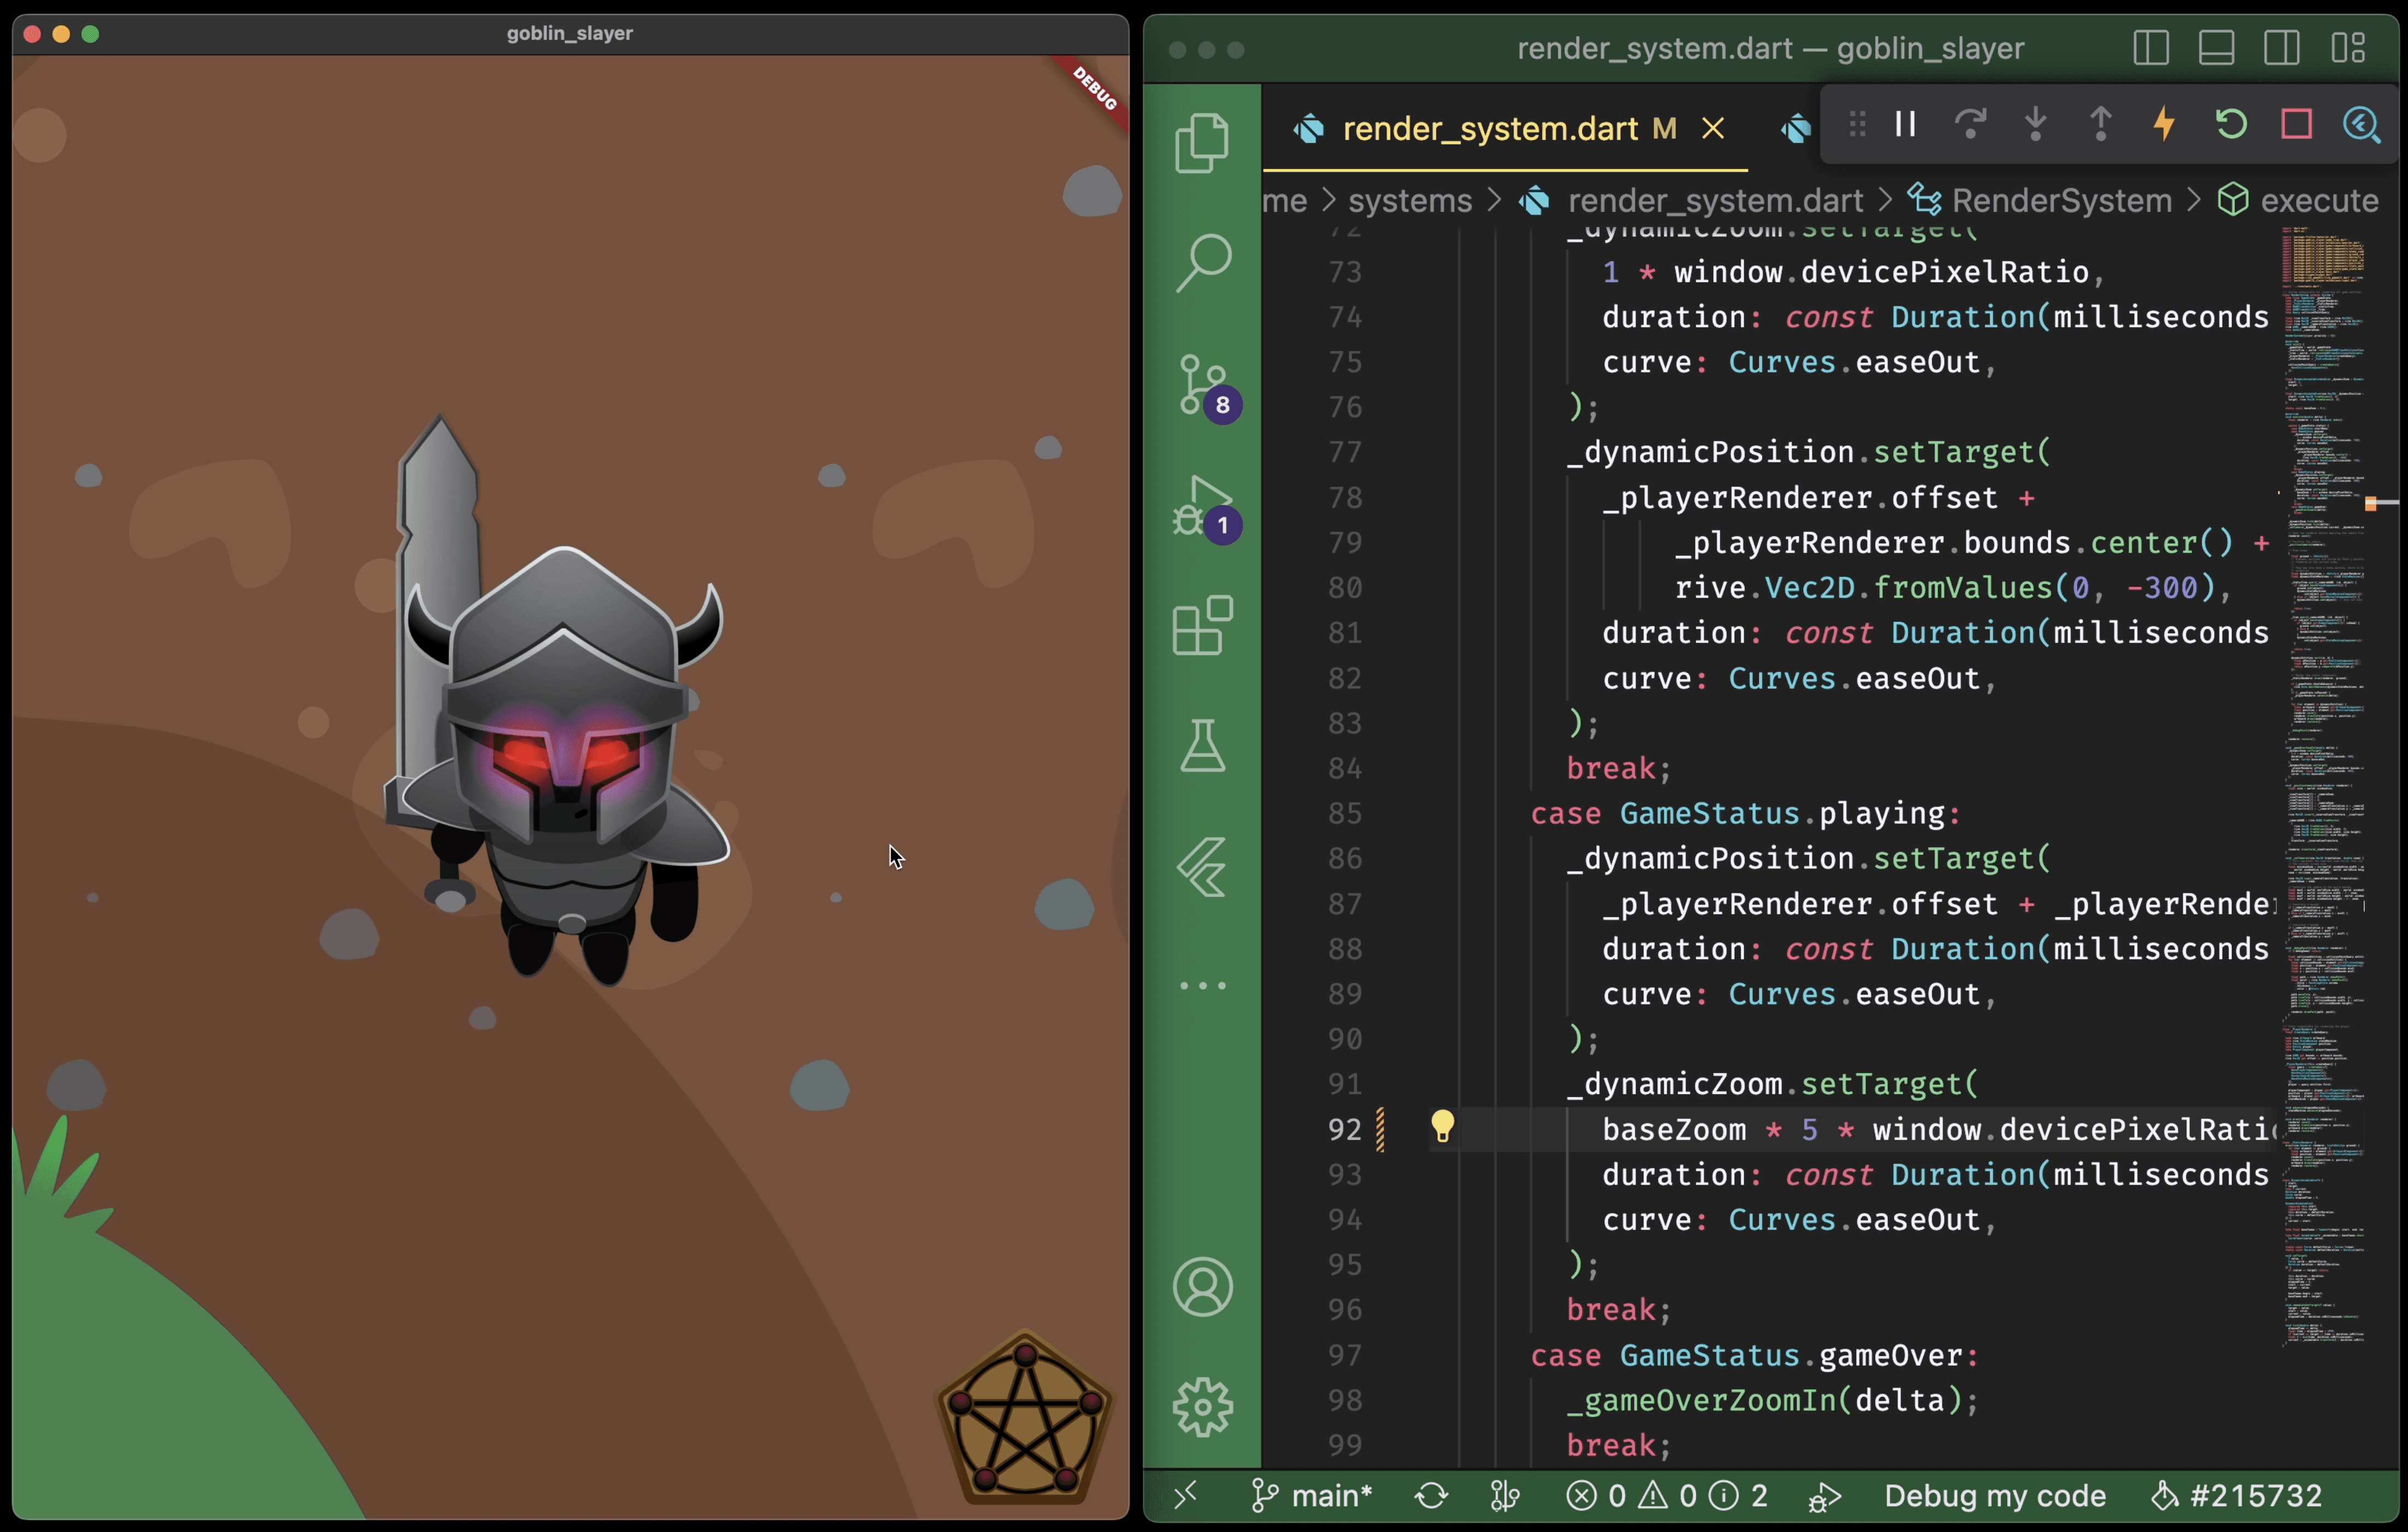 goblin_slayer
DEBUG
render_system.dart — goblin_slayer
render_system.dart M
me > systems > render_system.dart > RenderSystem > execute
8
1
72 _dynamicZoom.setTarget(
73 1 * window.devicePixelRatio,
74 duration: const Duration(milliseconds
75 curve: Curves.easeOut,
76 );
77 _dynamicPosition.setTarget(
78 _playerRenderer.offset +
79 _playerRenderer.bounds.center() +
80 rive.Vec2D.fromValues(0, -300),
81 duration: const Duration(milliseconds
82 curve: Curves.easeOut,
83 );
84 break;
85 case GameStatus.playing:
86 _dynamicPosition.setTarget(
87 _playerRenderer.offset + _playerRende
88 duration: const Duration(milliseconds
89 curve: Curves.easeOut,
90 );
91 _dynamicZoom.setTarget(
92 baseZoom * 5 * window.devicePixelRatio
93 duration: const Duration(milliseconds
94 curve: Curves.easeOut,
95 );
96 break;
97 case GameStatus.gameOver:
98 _gameOverZoomIn(delta);
99 break;
main* 0 0 2 Debug my code #215732